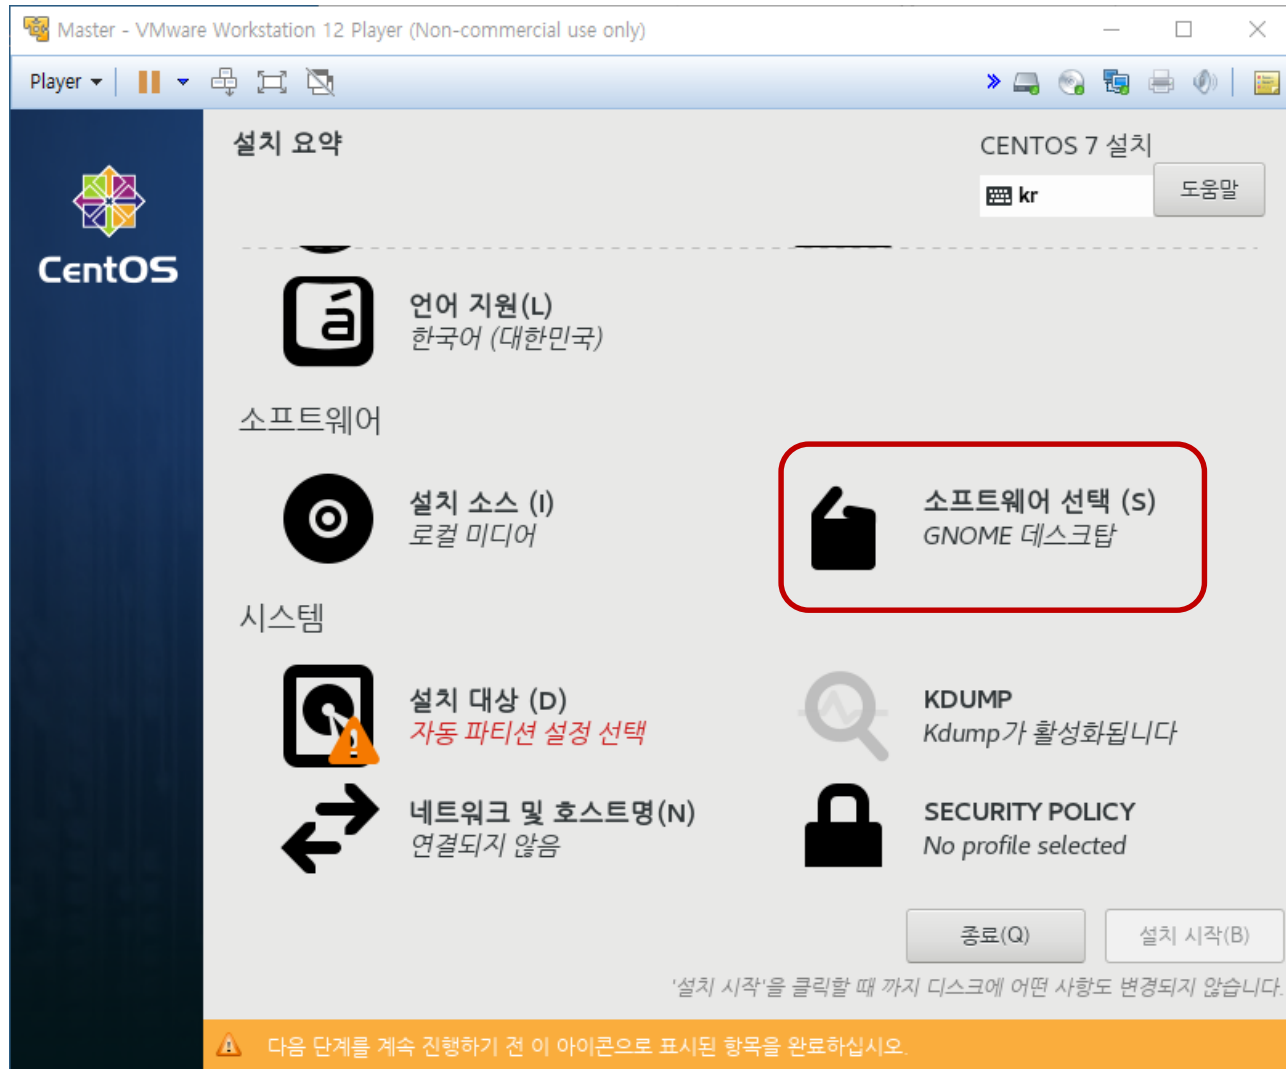 Master - VMware Workstation 12 Player (Non-commercial use only)
Player
설치 요약
CENTOS 7 설치
kr
도움말
CentOS
언어 지원(L)
한국어 (대한민국)
소프트웨어
설치 소스 (I)
로컬 미디어
소프트웨어 선택 (S)
GNOME 데스크탑
시스템
설치 대상 (D)
자동 파티션 설정 선택
KDUMP
Kdump가 활성화됩니다
네트워크 및 호스트명(N)
연결되지 않음
SECURITY POLICY
No profile selected
종료(Q)
설치 시작(B)
'설치 시작'을 클릭할 때 까지 디스크에 어떤 사항도 변경되지 않습니다.
다음 단계를 계속 진행하기 전 이 아이콘으로 표시된 항목을 완료하십시오.